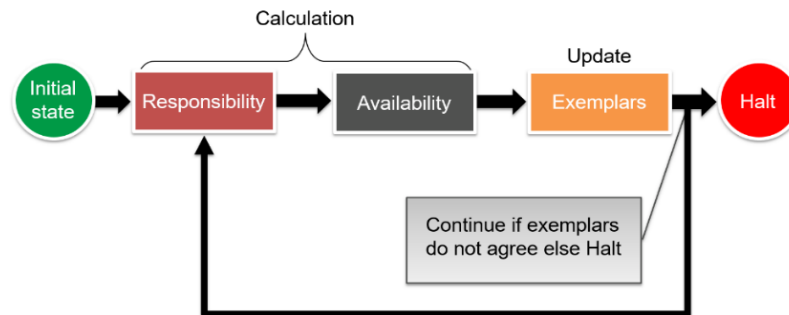 Calculation
Update
Initial
state
Responsibility
Availability
Exemplars
Halt
Continue if exemplars
do not agree else Halt